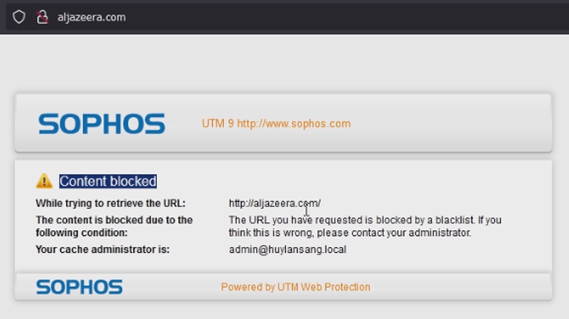 aljazeera.com
SOPHOS UTM 9 http://www.sophos.com
Content blocked
While trying to retrieve the URL: http://aljazeera.com/
The content is blocked due to the following condition: The URL you have requested is blocked by a blacklist. If you think this is wrong, please contact your administrator.
Your cache administrator is: admin@huylansang.local
SOPHOS Powered by UTM Web Protection